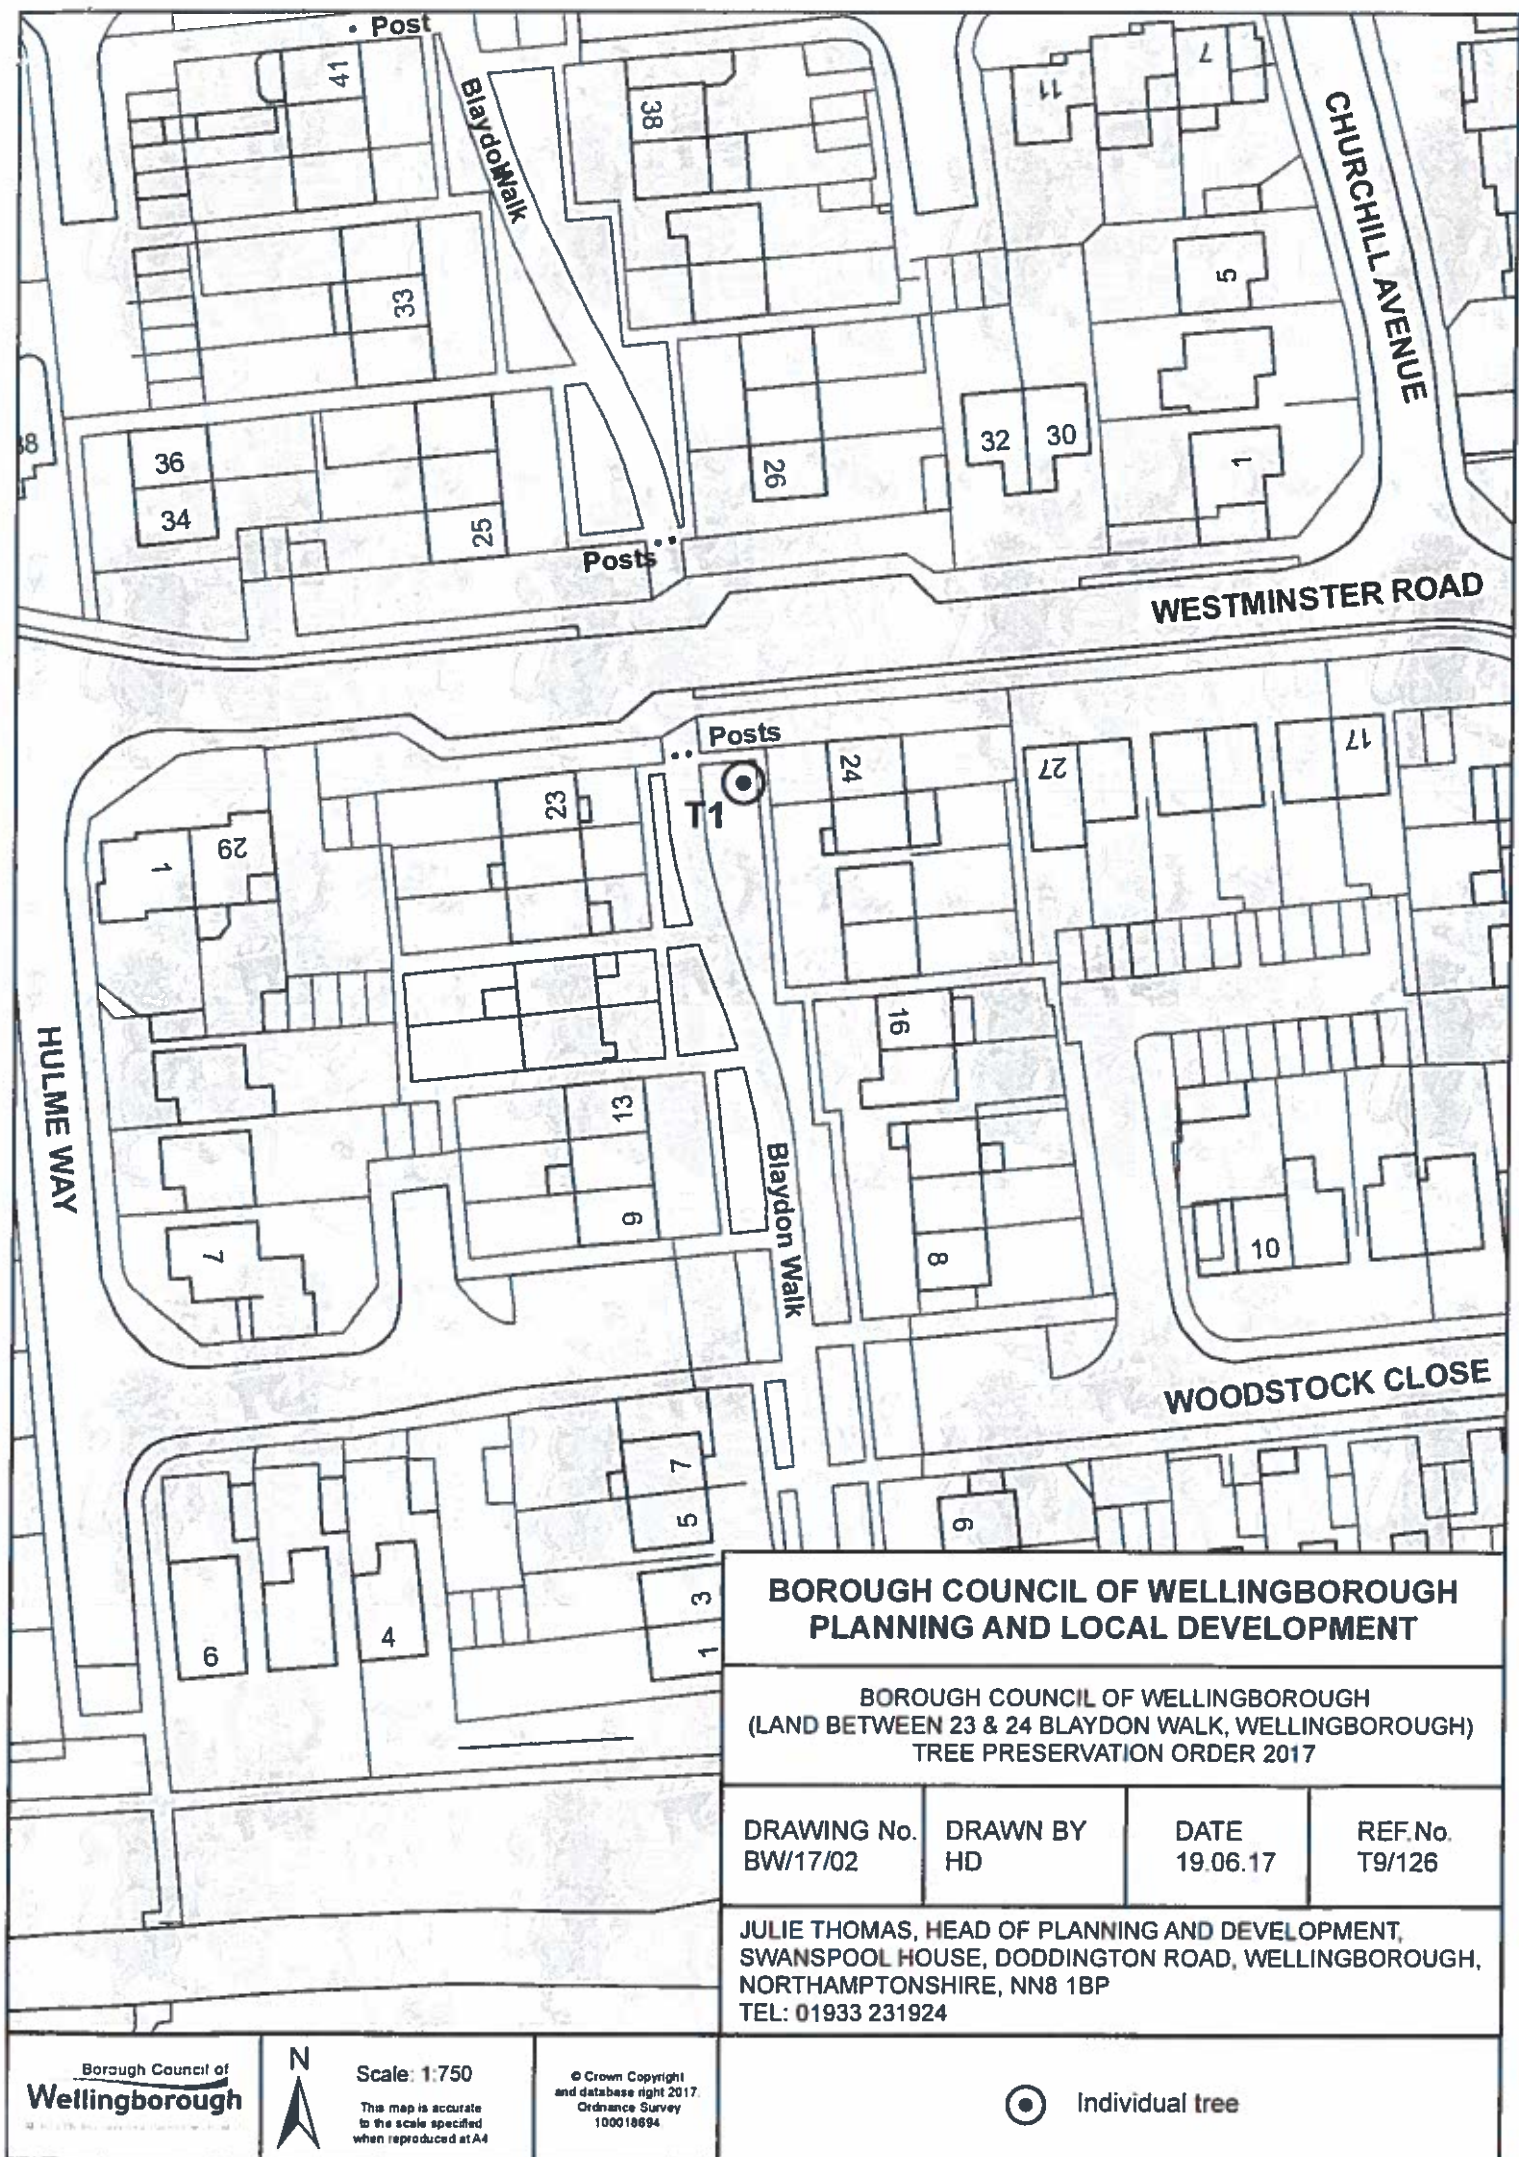 Post
41
Blaydon
Walk
38
11
7
CHURCHILL AVENUE
33
5
36
34
25
26
32
30
1
Posts
WESTMINSTER ROAD
Posts
T1
24
27
17
23
1
29
16
HULME WAY
13
9
Blaydon Walk
7
8
10
WOODSTOCK CLOSE
7
5
3
1
6
4
BOROUGH COUNCIL OF WELLINGBOROUGH
PLANNING AND LOCAL DEVELOPMENT
BOROUGH COUNCIL OF WELLINGBOROUGH
(LAND BETWEEN 23 & 24 BLAYDON WALK, WELLINGBOROUGH)
TREE PRESERVATION ORDER 2017
DRAWING No.
BW/17/02
DRAWN BY
HD
DATE
19.06.17
REF.No.
T9/126
JULIE THOMAS, HEAD OF PLANNING AND DEVELOPMENT,
SWANSPOOL HOUSE, DODDINGTON ROAD, WELLINGBOROUGH,
NORTHAMPTONSHIRE, NN8 1BP
TEL: 01933 231924
Borough Council of
Wellingborough
N
Scale: 1:750
This map is accurate
to the scale specified
when reproduced at A4
© Crown Copyright
and database right 2017.
Ordnance Survey
100018694
Individual tree